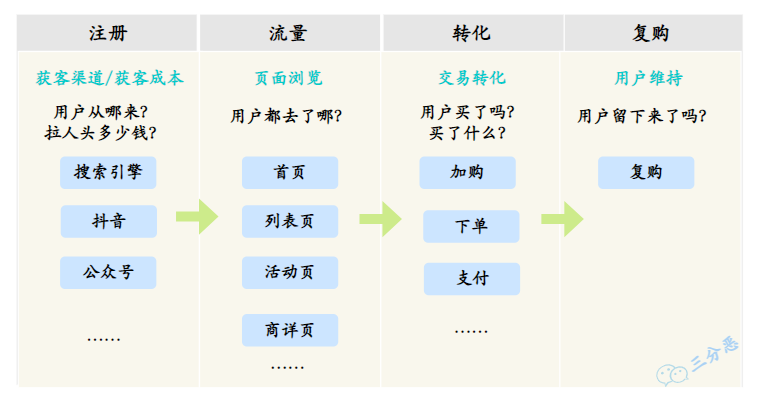 注册
流量
转化
复购
获客渠道/获客成本
用户从哪来?
拉人头多少钱?
搜索引擎
抖音
公众号
……
页面浏览
用户都去了哪?
首页
列表页
活动页
商详页
……
交易转化
用户买了吗?
买了什么?
加购
下单
支付
……
用户维持
用户留下来了吗?
复购
三分恶